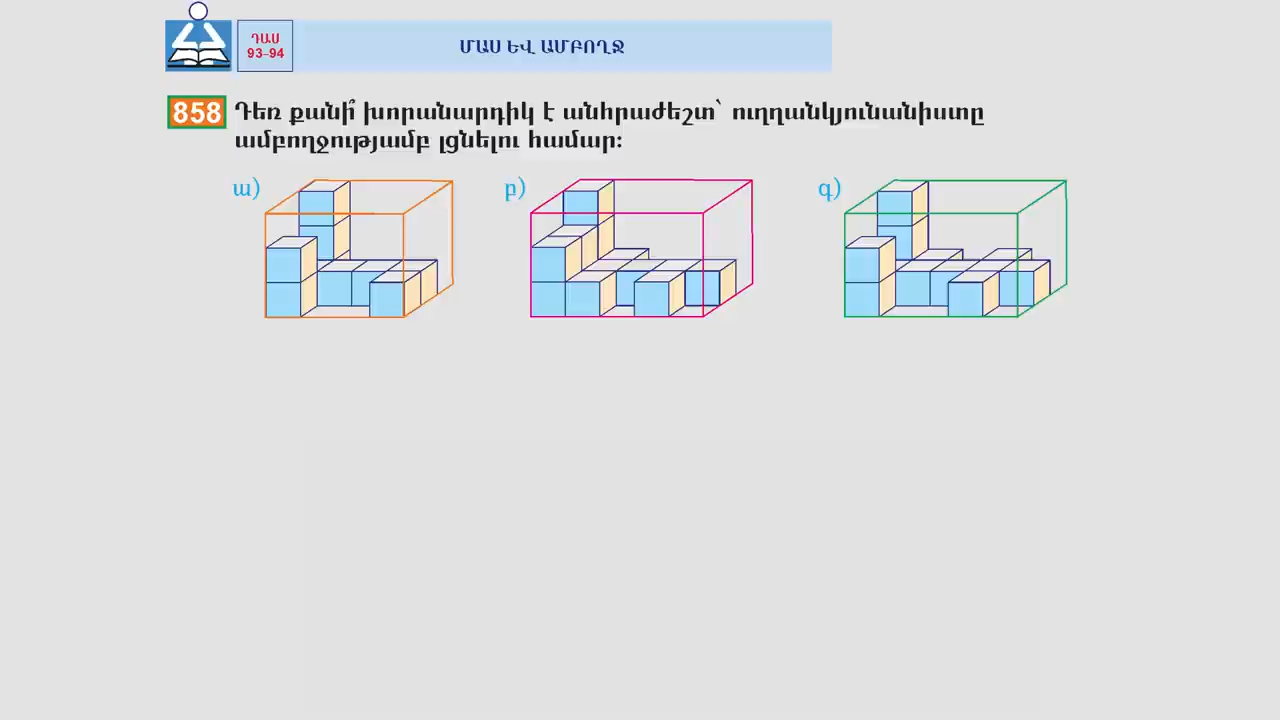 ԴԱՍ
93-94
ՄԱՍ ԵՎ ԱՄԲՈՂՋ
858 Դեռ քանի՞ խորանարդիկ է անհրաժեշտ՝ ուղղանկյունանիստը
ամբողջությամբ լցնելու համար։
ա) բ) գ)